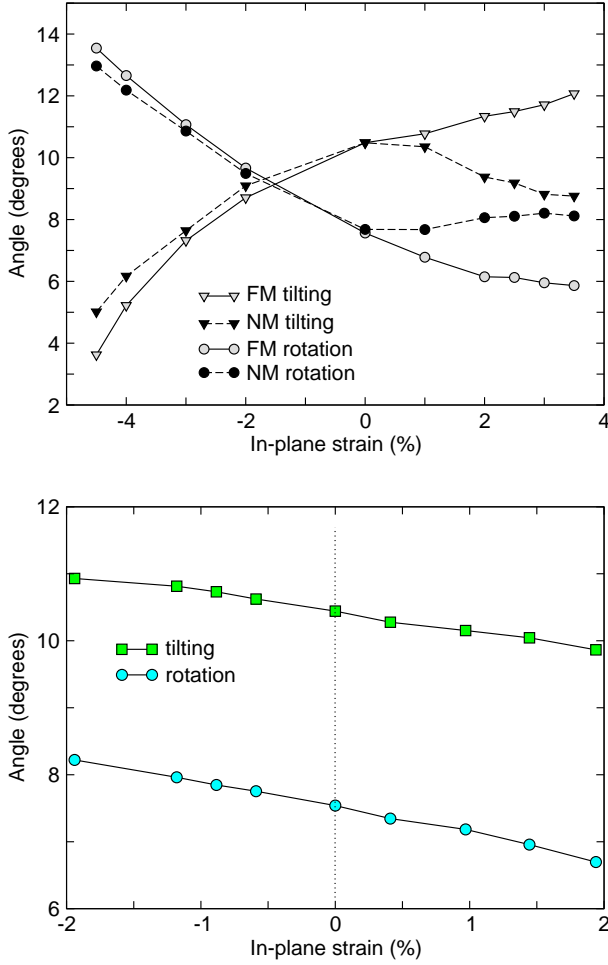 14
12
10
8
6
4
2
Angle (degrees)
FM tilting
NM tilting
FM rotation
NM rotation
-4
-2
0
2
4
In-plane strain (%)
12
10
8
6
Angle (degrees)
tilting
rotation
-2
-1
0
1
2
In-plane strain (%)